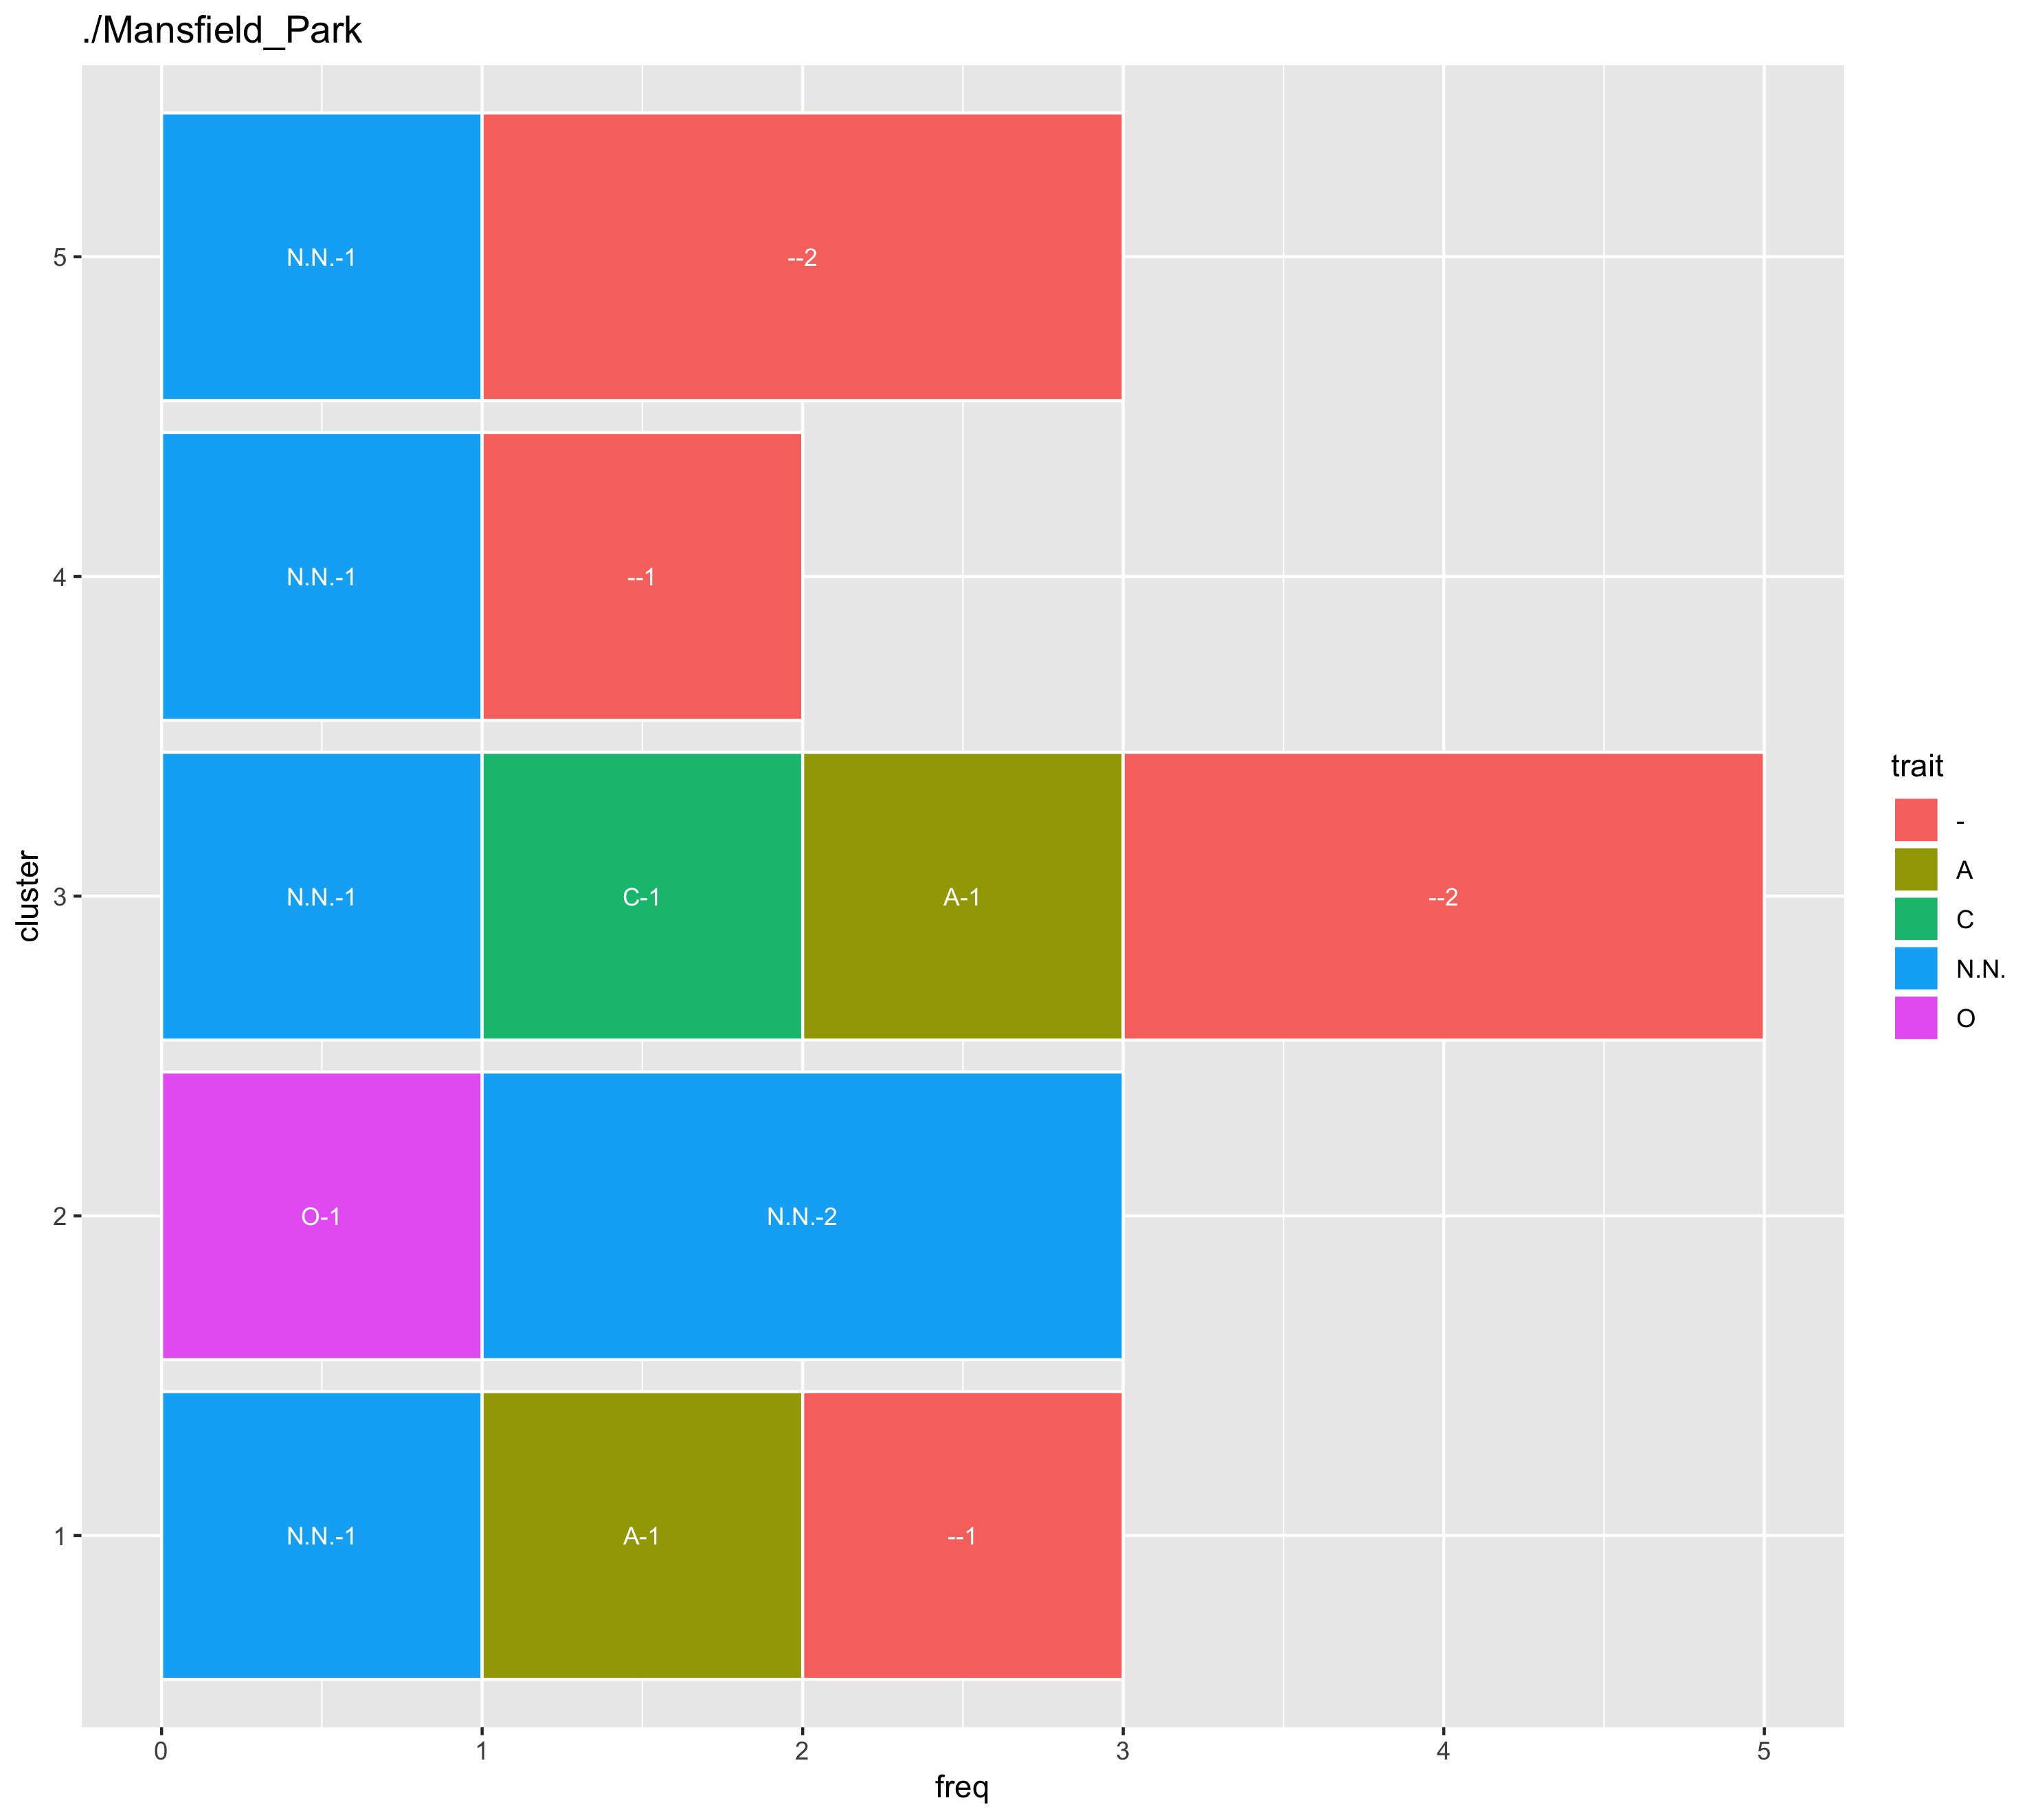 ./Mansfield_Park
5
N.N.-1
--2
4
N.N.-1
--1
3
N.N.-1
C-1
A-1
--2
2
O-1
N.N.-2
1
N.N.-1
A-1
--1
0
1
2
3
4
5
freq
cluster
trait
-
A
C
N.N.
O